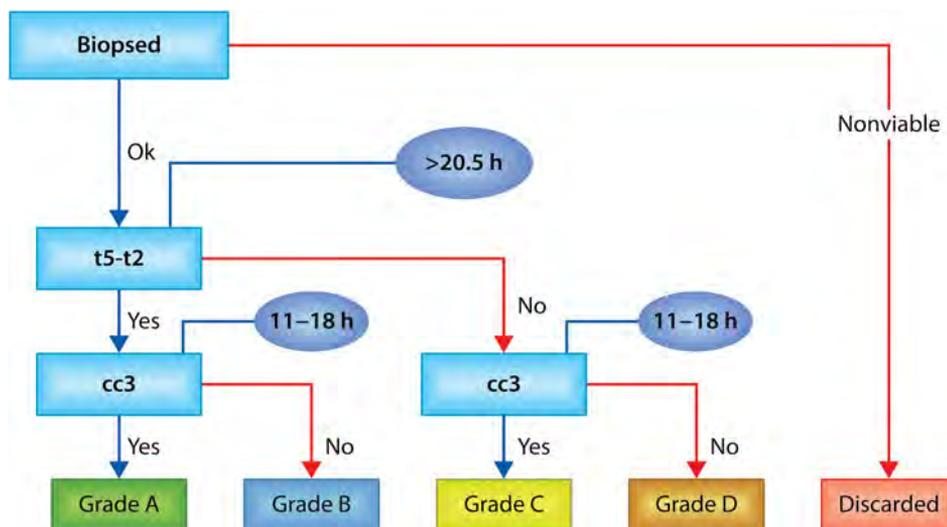 Biopsed
Nonviable
Ok
>20.5 h
t5-t2
Yes
11–18 h
No
11–18 h
cc3
cc3
Yes
No
Yes
No
Grade A
Grade B
Grade C
Grade D
Discarded